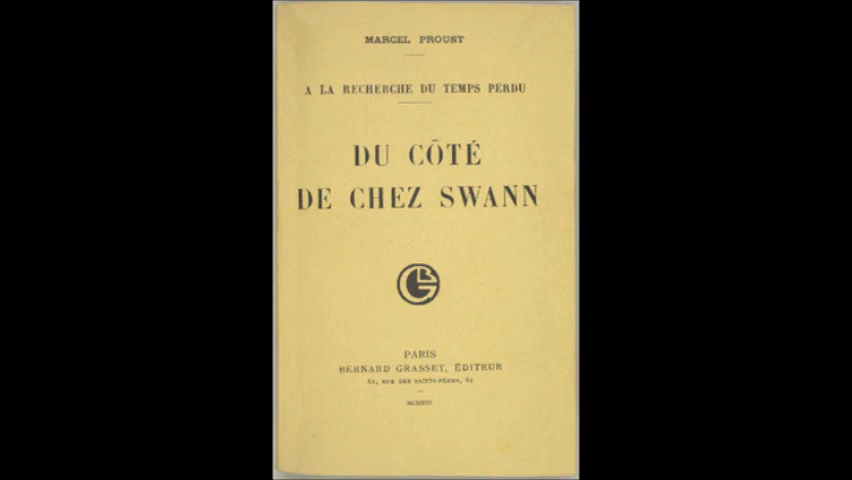 MARCEL PROUST
A LA RECHERCHE DU TEMPS PERDU
DU CÔTÉ
DE CHEZ SWANN
BG
PARIS
BERNARD GRASSET, ÉDITEUR
61, RUE DES SAINTS-PÈRES, 61